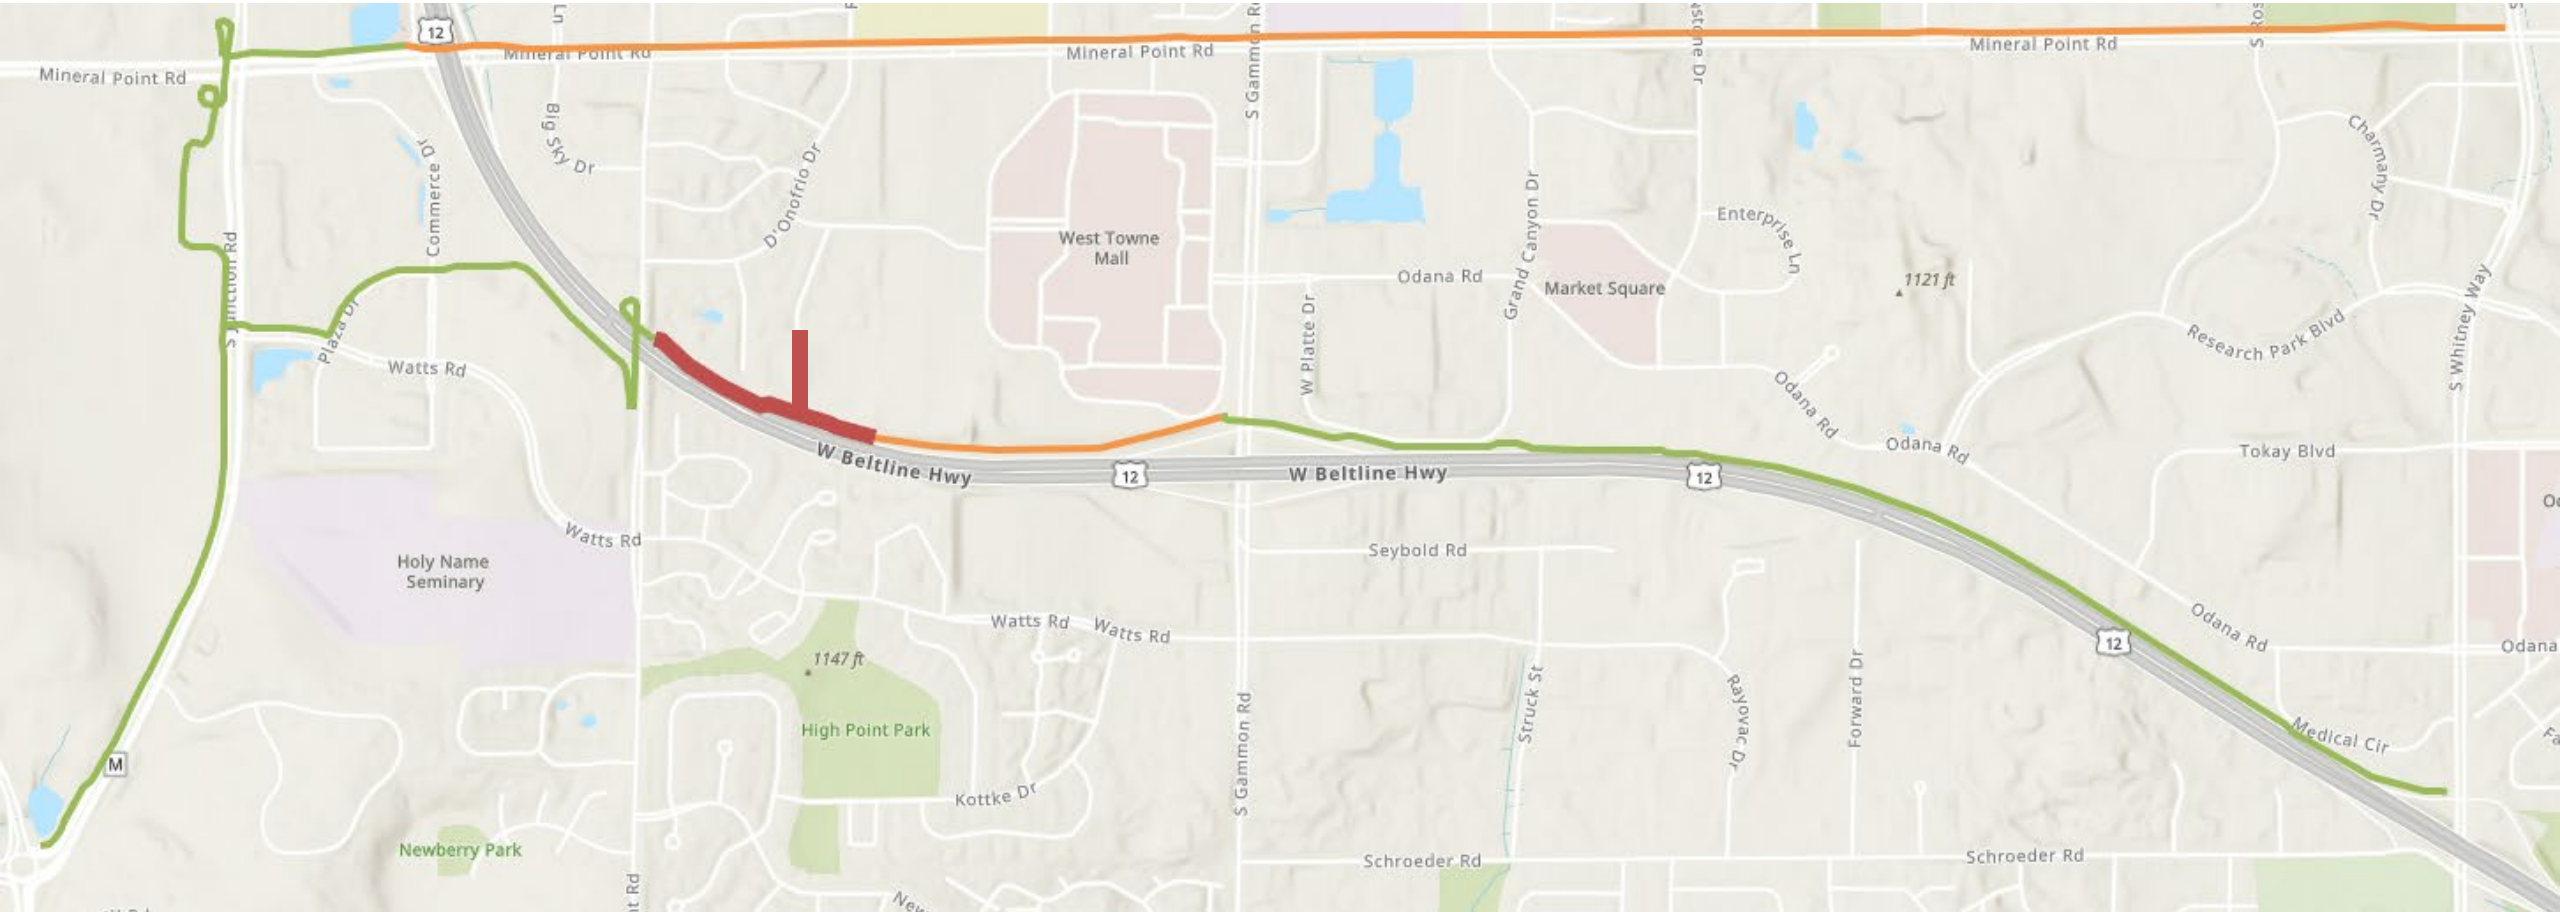 12
Mineral Point Rd
Mineral Point Rd
Mineral Point Rd
Mineral Point Rd
Ln
S Gammon Rd
Big Sky Dr
Commerce Dr
D'Onofrio Dr
West Towne
Mall
S Junction Rd
Plaza Dr
Watts Rd
W Platte Dr
Odana Rd
Grand Canyon Dr
Market Square
Enterprise Ln
1121 ft
Charmany Dr
Research Park Blvd
S Whitney Way
Odana Rd
Odana Rd
Tokay Blvd
W Beltline Hwy
12
W Beltline Hwy
12
Watts Rd
Holy Name
Seminary
Seybold Rd
Watts Rd
Watts Rd
1147 ft
High Point Park
Struck St
Rayovac Dr
Forward Dr
12
Odana Rd
Odana
Medical Cir
M
Kottke Dr
S Gammon Rd
Newberry Park
Schroeder Rd
Schroeder Rd